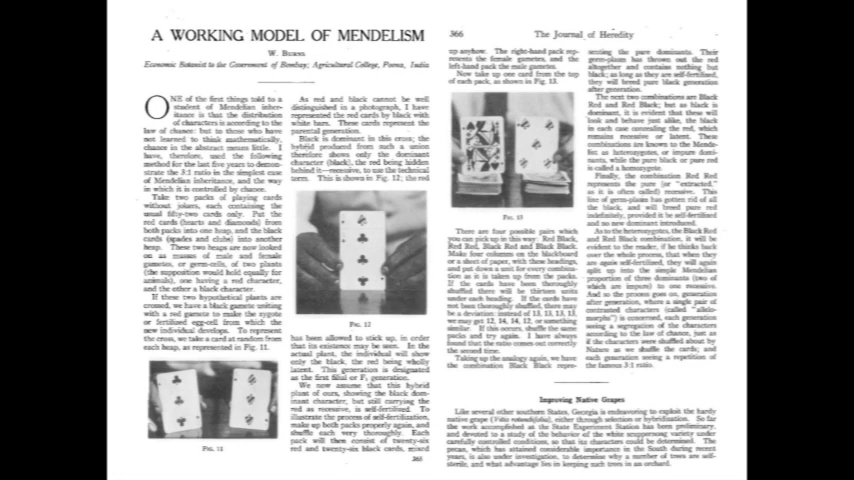 A WORKING MODEL OF MENDELISM
W. Burns
Economic Botanist to the Government of Bombay; Agricultural College, Poona, India
ONE of the first things told to a
student of Mendelian inher-
itance is that the distribution
of characters is according to the
law of chance: but to those who have
not learned to think mathematically,
chance in the abstract means little. I
have, therefore, used the following
method for the last five years to demon-
strate the 3:1 ratio in the simplest case
of Mendelian inheritance, and the way
in which it is controlled by chance.
Take two packs of playing cards
without jokers, each containing the
usual fifty-two cards only. Put the
red cards (hearts and diamonds) from
both packs into one heap, and the black
cards (spades and clubs) into another
heap. These two heaps are now looked
on as masses of male and female
gametes, or germ-cells, of two plants
(the supposition would hold equally for
animals), one having a red character,
and the other a black character.
If these two hypothetical plants are
crossed, we have a black gamete uniting
with a red gamete to make the zygote
or fertilized egg-cell from which the
new individual develops. To represent
the cross, we take a card at random from
each heap, as represented in Fig. 11.
Fig. 11
As red and black cannot be well
distinguished in a photograph, I have
represented the red cards by black with
white bars. These cards represent the
parental generation.
Black is dominant in this cross; the
hybrid produced from such a union
therefore shows only the dominant
character (black), the red being hidden
behind it—recessive, to use the technical
term. This is shown in Fig. 12; the red
Fig. 12
has been allowed to stick up, in order
that its existence may be seen. In the
actual plant, the individual will show
only the black, the red being wholly
latent. This generation is designated
as the first filial or F₁ generation.
We now assume that this hybrid
plant of ours, showing the black dom-
inant character, but still carrying the
red as recessive, is self-fertilized. To
illustrate the process of self-fertilization,
make up both packs properly again, and
shuffle each very thoroughly. Each
pack will then consist of twenty-six
red and twenty-six black cards, mixed
365
366 The Journal of Heredity
up anyhow. The right-hand pack rep-
resents the female gametes, and the
left-hand pack the male gametes.
Now take up one card from the top
of each pack, as shown in Fig. 13.
Fig. 13
There are four possible pairs which
you can pick up in this way: Red Black,
Red Red, Black Red and Black Black.
Make four columns on the blackboard
or a sheet of paper, with these headings,
and put down a unit for every combina-
tion as it is taken up from the packs.
If the cards have been thoroughly
shuffled there will be thirteen units
under each heading. If the cards have
not been thoroughly shuffled, there may
be a deviation: instead of 13, 13, 13, 13,
we may get 12, 14, 14, 12, or something
similar. If this occurs, shuffle the same
packs and try again. I have always
found that the ratio comes out correctly
the second time.
Taking up the analogy again, we have
the combination Black Black repre-
senting the pure dominants. Their
germ-plasm has thrown out the red
altogether and contains nothing but
black; as long as they are self-fertilized,
they will breed pure black generation
after generation.
The next two combinations are Black
Red and Red Black; but as black is
dominant, it is evident that these will
look and behave just alike, the black
in each case concealing the red, which
remains recessive or latent. These
combinations are known to the Mende-
list as heterozygotes, or impure domi-
nants, while the pure black or pure red
is called a homozygote.
Finally, the combination Red Red
represents the pure (or "extracted,"
as it is often called) recessive. This
line of germ-plasm has gotten rid of all
the black, and will breed pure red
indefinitely, provided it be self-fertilized
and no new dominant introduced.
As to the heterozygotes, the Black Red
and Red Black combination, it will be
evident to the reader, if he thinks back
over the whole process, that when they
are again self-fertilized, they will again
split up into the simple Mendelian
proportion of three dominants (two of
which are impure) to one recessive.
And so the process goes on, generation
after generation, where a single pair of
contrasted characters (called "allelo-
morphs") is concerned, each generation
seeing a segregation of the characters
according to the law of chance, just as
if the characters were shuffled about by
Nature as we shuffle the cards; and
each generation seeing a repetition of
the famous 3:1 ratio.
Improving Native Grapes
Like several other southern States, Georgia is endeavoring to exploit the hardy
native grape (Vitis rotundifolia), either through selection or hybridization. So far
the work accomplished at the State Experiment Station has been preliminary,
and devoted to a study of the behavior of the white scuppernong variety under
carefully controlled conditions, so that its characters could be determined. The
pecan, which has attained considerable importance in the South during recent
years, is also under investigation, to determine why a number of trees are self-
sterile, and what advantage lies in keeping such trees in an orchard.